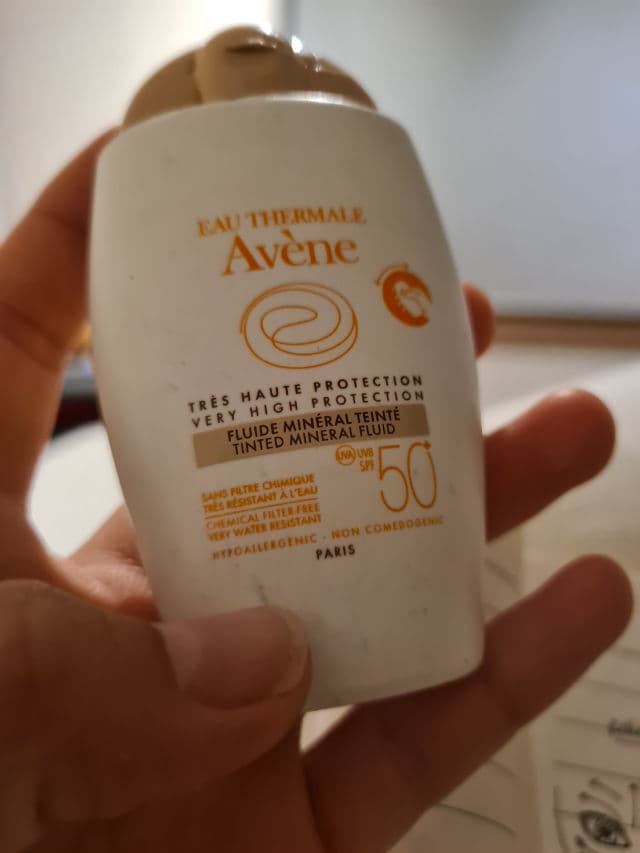 EAU THERMALE
Avène
TRÈS HAUTE PROTECTION
VERY HIGH PROTECTION
FLUIDE MINÉRAL TEINTÉ
TINTED MINERAL FLUID
UVA UVB
SPF 50+
SANS FILTRE CHIMIQUE
TRÈS RÉSISTANT À L'EAU
CHEMICAL FILTER-FREE
VERY WATER RESISTANT
HYPOALLERGENIC - NON COMEDOGENIC
PARIS